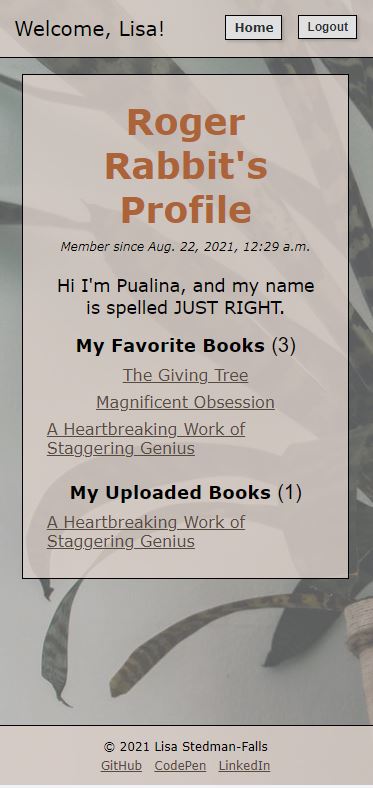 Welcome, Lisa!
Home
Logout
Roger
Rabbit's
Profile
Member since Aug. 22, 2021, 12:29 a.m.
Hi I'm Pualina, and my name
is spelled JUST RIGHT.
My Favorite Books (3)
The Giving Tree
Magnificent Obsession
A Heartbreaking Work of
Staggering Genius
My Uploaded Books (1)
A Heartbreaking Work of
Staggering Genius
© 2021 Lisa Stedman-Falls
GitHub CodePen LinkedIn